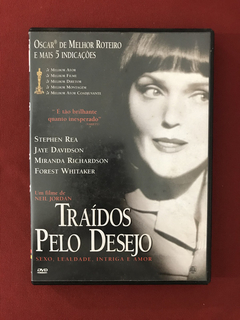 OSCAR® DE MELHOR ROTEIRO
E MAIS 5 INDICAÇÕES
MELHOR ATOR
MELHOR FILME
MELHOR DIRETOR
MELHOR MONTAGEM
MELHOR ATOR COADJUVANTE
"É tão brilhante
quanto inesperado"
STEPHEN REA
JAYE DAVIDSON
MIRANDA RICHARDSON
FOREST WHITAKER
Um filme de
NEIL JORDAN
TRAÍDOS
PELO DESEJO
SEXO, LEALDADE, INTRIGA E AMOR
DVD